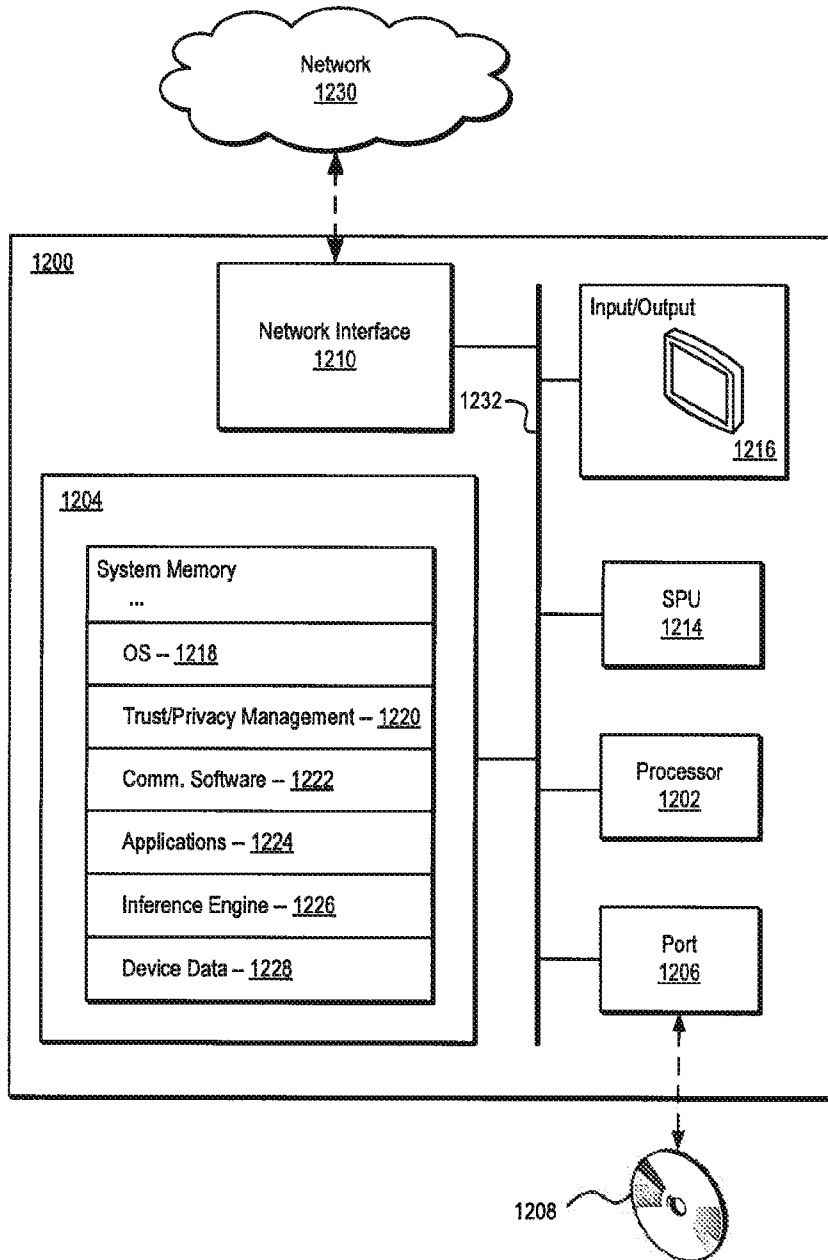 Network
1230
1200
Network Interface
1210
Input/Output
1216
1232
1204
System Memory
...
OS – 1218
Trust/Privacy Management – 1220
Comm. Software – 1222
Applications – 1224
Inference Engine – 1226
Device Data – 1228
SPU
1214
Processor
1202
Port
1206
1208